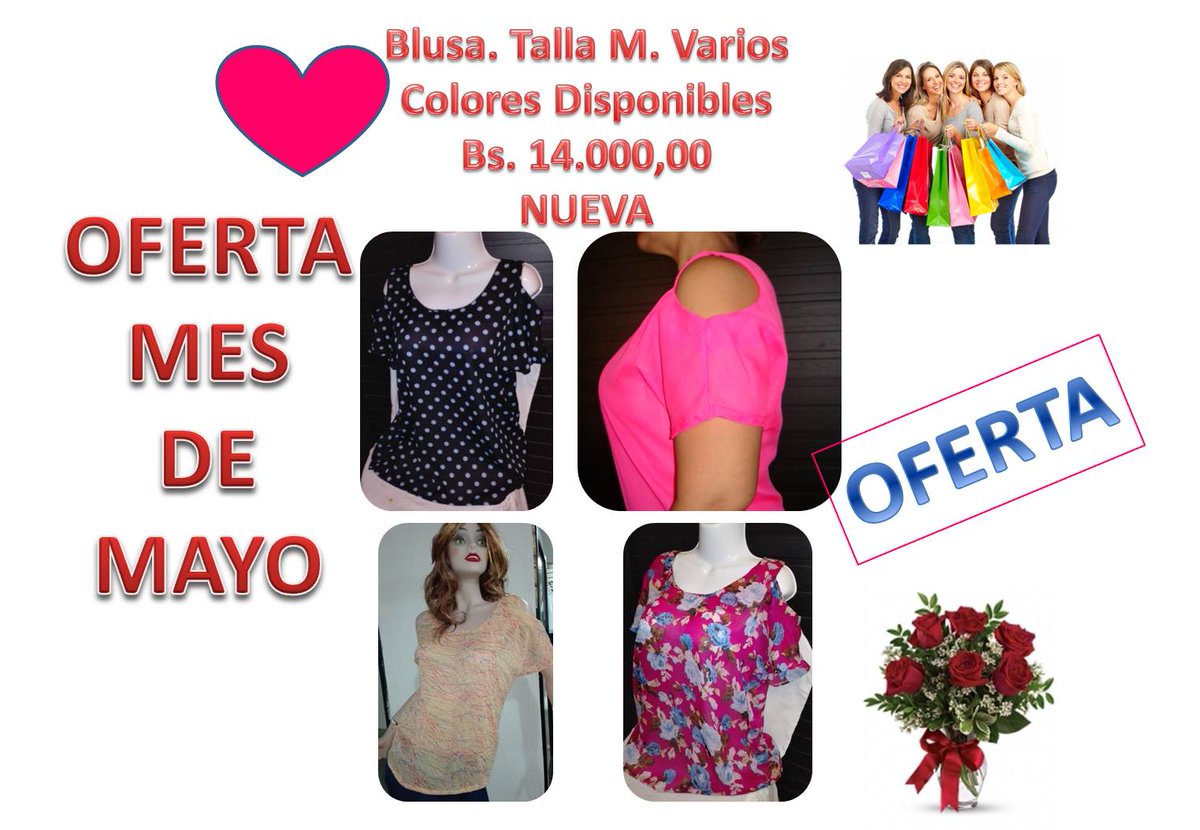 Blusa. Talla M. Varios
Colores Disponibles
Bs. 14.000,00
NUEVA
OFERTA
MES
DE
MAYO
OFERTA